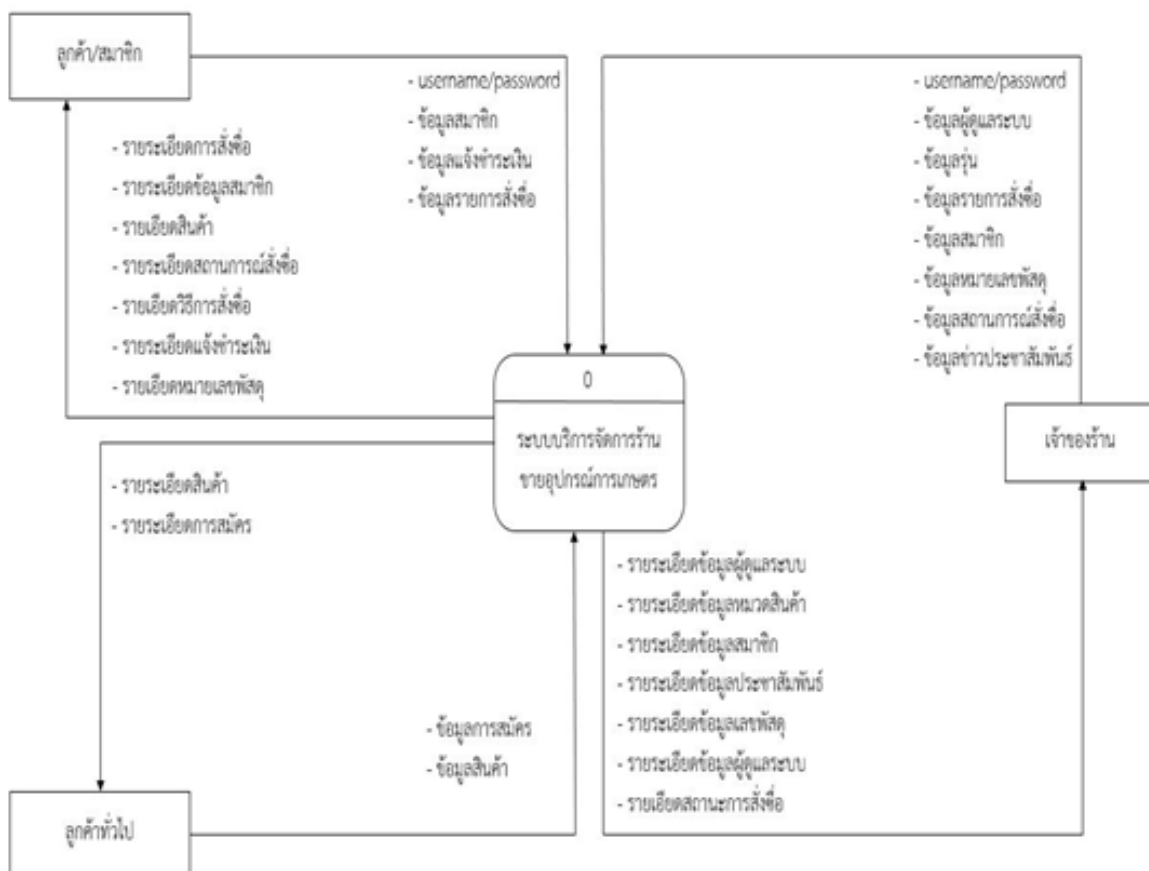 ลูกค้า/สมาชิก
- username/password
- ข้อมูลสมาชิก
- ข้อมูลแจ้งชำระเงิน
- ข้อมูลรายการสั่งซื้อ
- รายระเอียดการสั่งซื้อ
- รายระเอียดข้อมูลสมาชิก
- รายเอียดสินค้า
- รายระเอียดสถานการณ์สั่งซื้อ
- รายเอียดวิธีการสั่งซื้อ
- รายระเอียดแจ้งชำระเงิน
- รายเอียดหมายเลขพัสดุ
- username/password
- ข้อมูลผู้ดูแลระบบ
- ข้อมูลรุ่น
- ข้อมูลรายการสั่งซื้อ
- ข้อมูลสมาชิก
- ข้อมูลหมายเลขพัสดุ
- ข้อมูลสถานการณ์สั่งซื้อ
- ข้อมูลข่าวประชาสัมพันธ์
0
ระบบบริการจัดการร้าน
ขายอุปกรณ์การเกษตร
เจ้าของร้าน
- รายระเอียดสินค้า
- รายระเอียดการสมัคร
- รายระเอียดข้อมูลผู้ดูแลระบบ
- รายระเอียดข้อมูลหมวดสินค้า
- รายระเอียดข้อมูลสมาชิก
- รายระเอียดข้อมูลประชาสัมพันธ์
- รายระเอียดข้อมูลเลขพัสดุ
- รายระเอียดข้อมูลผู้ดูแลระบบ
- รายเอียดสถานะการสั่งซื้อ
- ข้อมูลการสมัคร
- ข้อมูลสินค้า
ลูกค้าทั่วไป